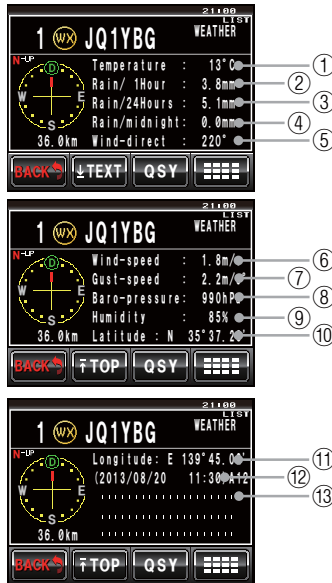 21:00
LIST
1 WX JQ1YBG WEATHER
N-UP
D
W E
S
36.0km
Temperature : 13°C ①
Rain/ 1Hour : 3.8mm ②
Rain/24Hours : 5.1mm ③
Rain/midnight: 0.0mm ④
Wind-direct : 220° ⑤
BACK TEXT QSY
21:00
LIST
1 WX JQ1YBG WEATHER
N-UP
D
W E
S
36.0km
Wind-speed : 1.8m/ ⑥
Gust-speed : 2.2m/ ⑦
Baro-pressure: 990hP ⑧
Humidity : 85% ⑨
Latitude : N 35°37.2 ⑩
BACK TOP QSY
21:00
LIST
1 WX JQ1YBG WEATHER
N-UP
D
W E
S
36.0km
Longitude: E 139°45.0 ⑪
(2013/08/20 11:30 ⑫
⑬
BACK TOP QSY